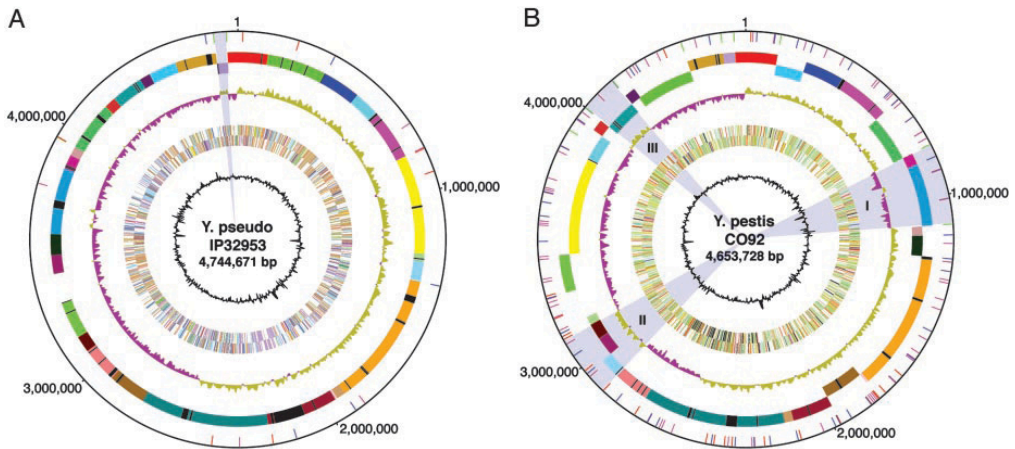 A
1
4,000,000
1,000,000
Y. pseudo
IP32953
4,744,671 bp
3,000,000
2,000,000
B
1
4,000,000
III
1,000,000
I
Y. pestis
CO92
4,653,728 bp
II
3,000,000
2,000,000